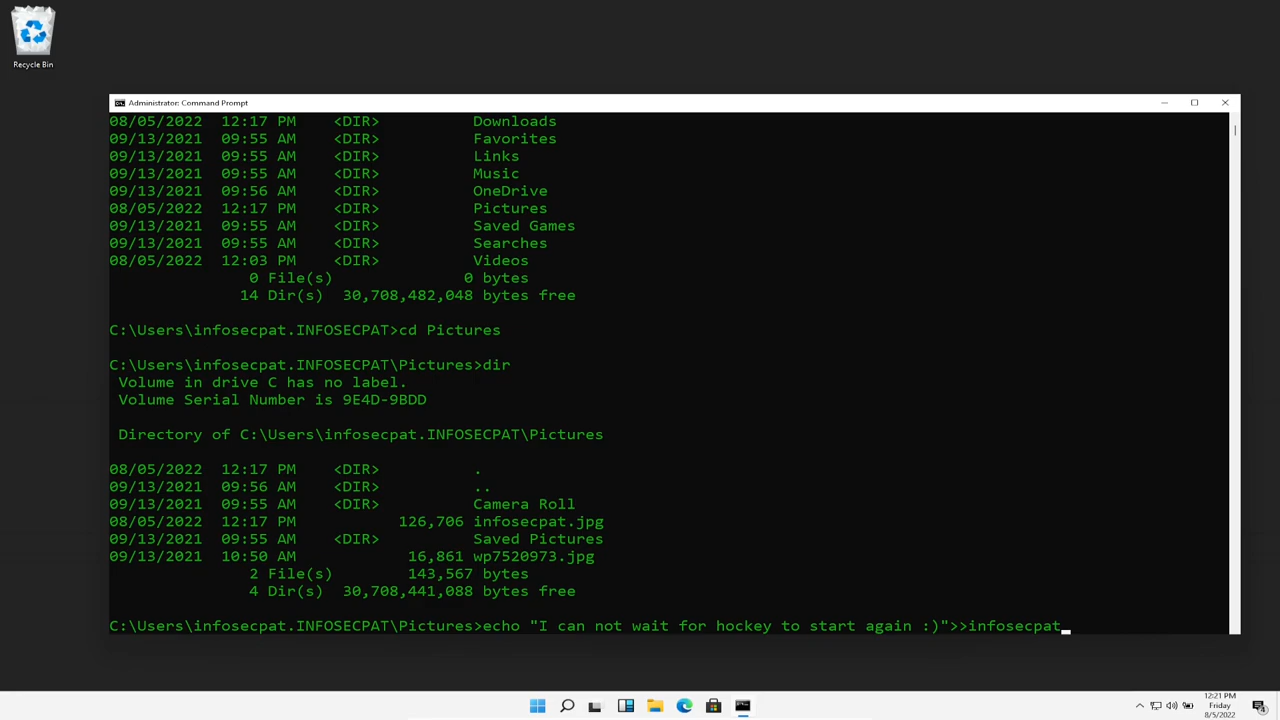 Recycle Bin
Administrator: Command Prompt
08/05/2022  12:17 PM    <DIR>          Downloads
09/13/2021  09:55 AM    <DIR>          Favorites
09/13/2021  09:55 AM    <DIR>          Links
09/13/2021  09:55 AM    <DIR>          Music
09/13/2021  09:56 AM    <DIR>          OneDrive
08/05/2022  12:17 PM    <DIR>          Pictures
09/13/2021  09:55 AM    <DIR>          Saved Games
09/13/2021  09:55 AM    <DIR>          Searches
08/05/2022  12:03 PM    <DIR>          Videos
               0 File(s)              0 bytes
              14 Dir(s)  30,708,482,048 bytes free
C:\Users\infosecpat.INFOSECPAT>cd Pictures
C:\Users\infosecpat.INFOSECPAT\Pictures>dir
 Volume in drive C has no label.
 Volume Serial Number is 9E4D-9BDD
 Directory of C:\Users\infosecpat.INFOSECPAT\Pictures
08/05/2022  12:17 PM    <DIR>          .
09/13/2021  09:56 AM    <DIR>          ..
09/13/2021  09:55 AM    <DIR>          Camera Roll
08/05/2022  12:17 PM           126,706 infosecpat.jpg
09/13/2021  09:55 AM    <DIR>          Saved Pictures
09/13/2021  10:50 AM            16,861 wp7520973.jpg
               2 File(s)        143,567 bytes
               4 Dir(s)  30,708,441,088 bytes free
C:\Users\infosecpat.INFOSECPAT\Pictures>echo "I can not wait for hockey to start again :)">>infosecpat_
12:21 PM
Friday
8/5/2022